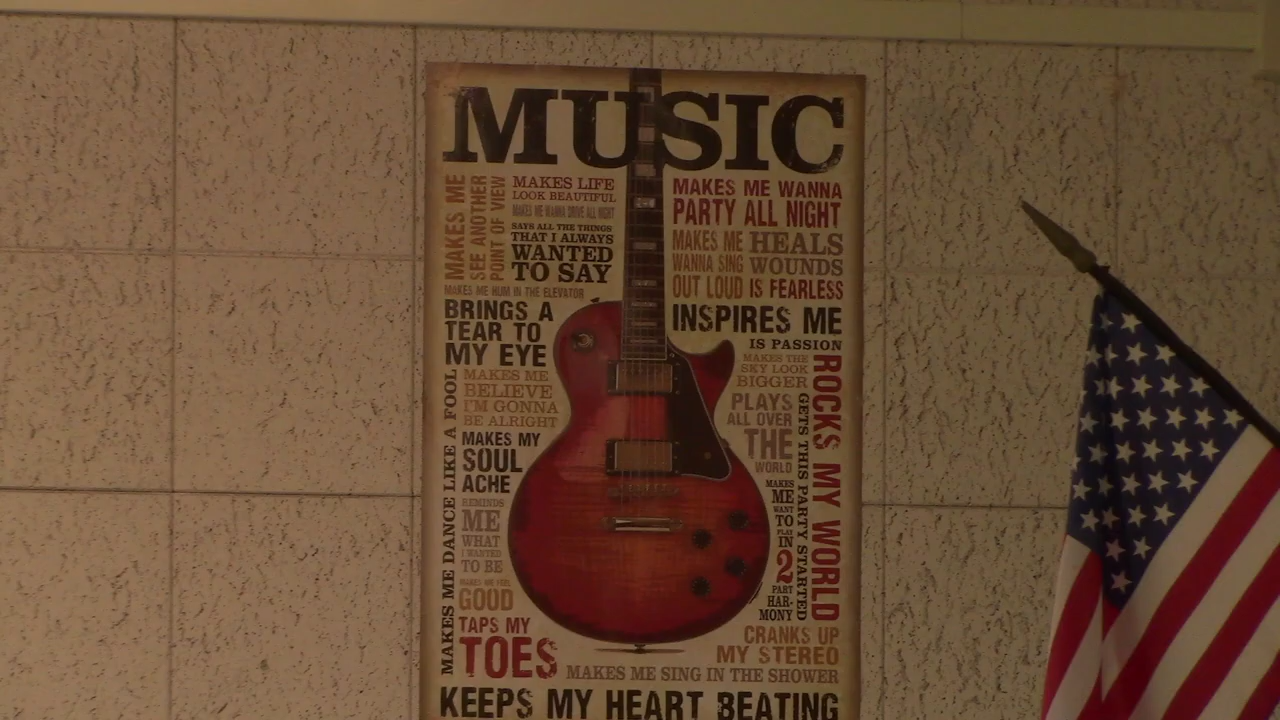 MUSIC
MAKES ME
SEE ANOTHER
POINT OF VIEW
MAKES LIFE
LOOK BEAUTIFUL
MAKES ME WANNA DRIVE ALL NIGHT
SAYS ALL THE THINGS
THAT I ALWAYS
WANTED
TO SAY
MAKES ME HUM IN THE ELEVATOR
BRINGS A
TEAR TO
MY EYE
MAKES ME DANCE LIKE A FOOL
MAKES ME
BELIEVE
I'M GONNA
BE ALRIGHT
MAKES MY
SOUL
ACHE
REMINDS
ME
WHAT
I WANTED
TO BE
MAKES ME FEEL
GOOD
TAPS MY
TOES
MAKES ME WANNA
PARTY ALL NIGHT
MAKES ME
WANNA SING
OUT LOUD
HEALS
WOUNDS
IS FEARLESS
INSPIRES ME
IS PASSION
MAKES THE
SKY LOOK
BIGGER
PLAYS
ALL OVER
THE
WORLD
ROCKS MY WORLD
GETS THIS PARTY STARTED
MAKES
ME
WANT
TO
PLAY
IN
2
PART
HAR-
MONY
CRANKS UP
MY STEREO
MAKES ME SING IN THE SHOWER
KEEPS MY HEART BEATING